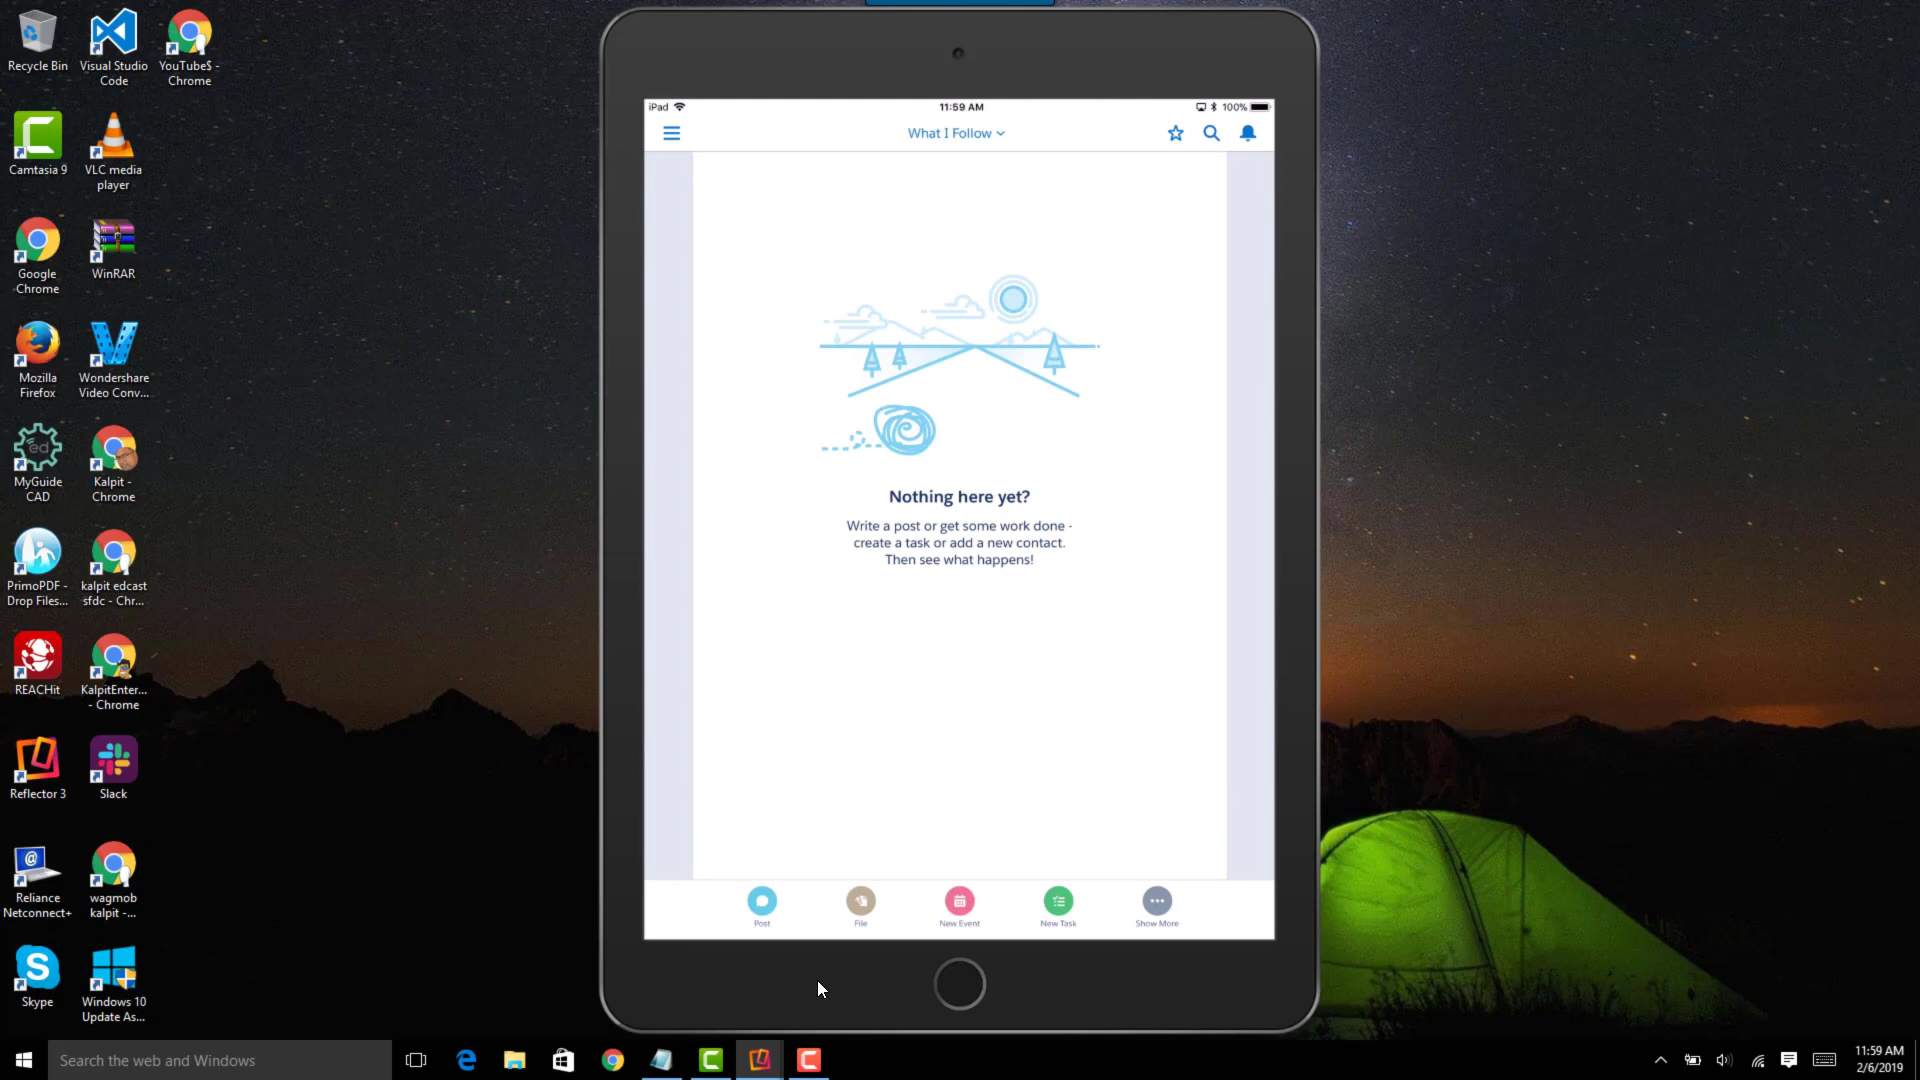 Recycle Bin
Visual Studio
Code
YouTube$ -
Chrome
Camtasia 9
VLC media
player
Google
Chrome
WinRAR
Mozilla
Firefox
Wondershare
Video Conv...
MyGuide
CAD
Kalpit -
Chrome
PrimoPDF -
Drop Files...
kalpit edcast
sfdc - Chr...
REACHit
KalpitEnter...
- Chrome
Reflector 3
Slack
Reliance
Netconnect+
wagmob
kalpit -...
Skype
Windows 10
Update As...
iPad
11:59 AM
100%
What I Follow
Nothing here yet?
Write a post or get some work done -
create a task or add a new contact.
Then see what happens!
Post
File
New Event
New Task
Show More
Search the web and Windows
11:59 AM
2/6/2019